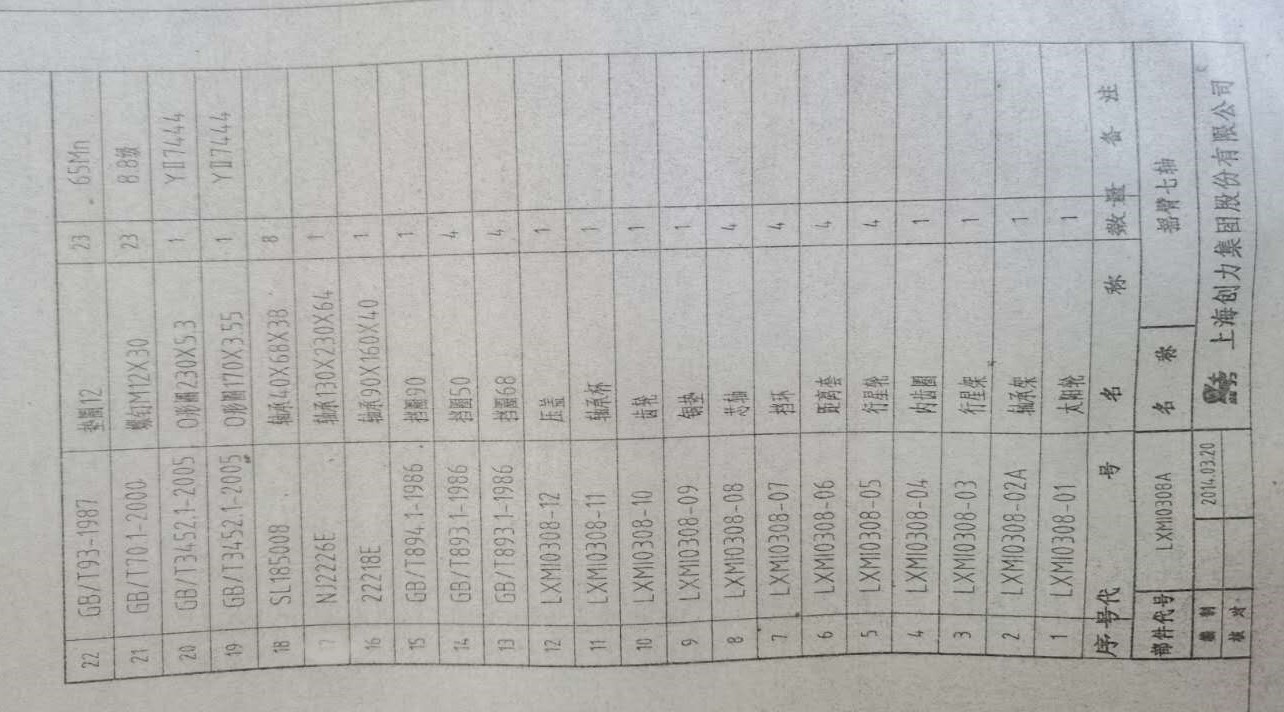 22 GB/T93-1987 垫圈12 23 65Mn
21 GB/T701-2000 螺钉M12X30 23 8.8级
20 GB/T3452.1-2005 O形圈230X5.3 1 YⅡ7444
19 GB/T3452.1-2005 O形圈170X3.55 1 YⅡ7444
18 SL185008 轴承40X68X38 8
7 NJ2226E 轴承130X230X64 1
16 22218E 轴承90X160X40 1
15 GB/T894.1-1986 挡圈90 1
14 GB/T893.1-1986 挡圈50 4
13 GB/T893.1-1986 挡圈68 4
12 LXM10308-12 压盖 1
11 LXM10308-11 轴承杯 1
10 LXM10308-10 齿轮 1
9 LXM10308-09 铜垫 1
8 LXM10308-08 芯轴 4
7 LXM10308-07 挡环 4
6 LXM10308-06 距离套 4
5 LXM10308-05 行星轮 4
4 LXM10308-04 内齿圈 1
3 LXM10308-03 行星架 1
2 LXM10308-02A 轴承架 1
1 LXM10308-01 太阳轮 1
序号 代号 名称 数量 备注
部件代号 LXM10308A 名称 摇臂七轴
编制 2014.03.20 上海创力集团股份有限公司
核对